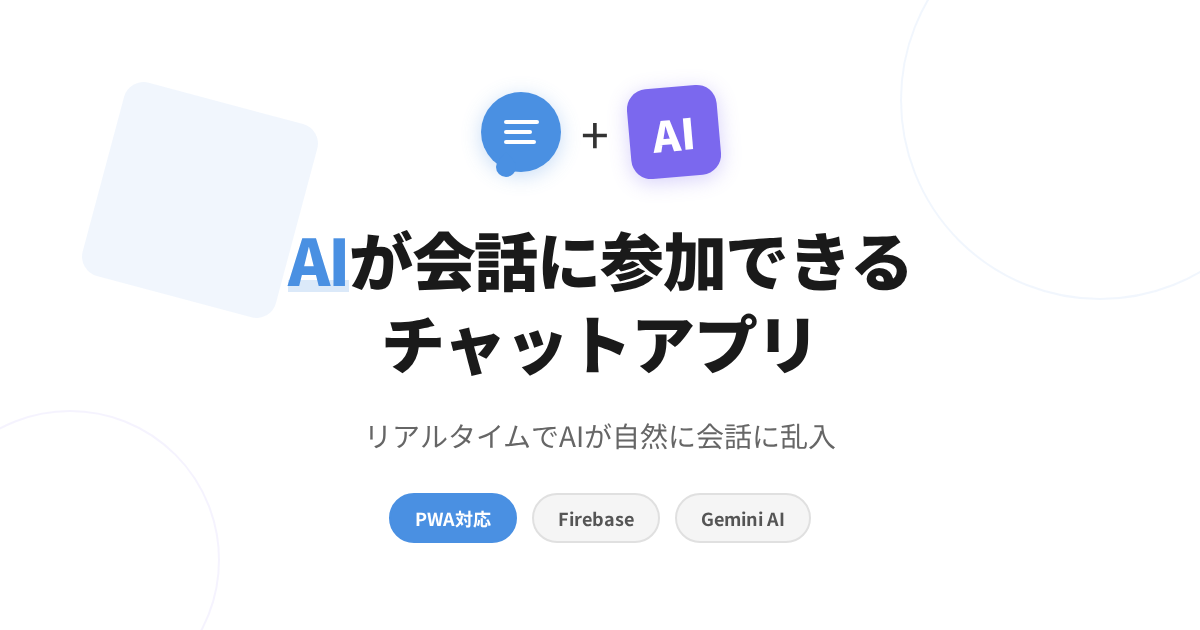 + AI
AIが会話に参加できる
チャットアプリ
リアルタイムでAIが自然に会話に乱入
PWA対応 Firebase Gemini AI